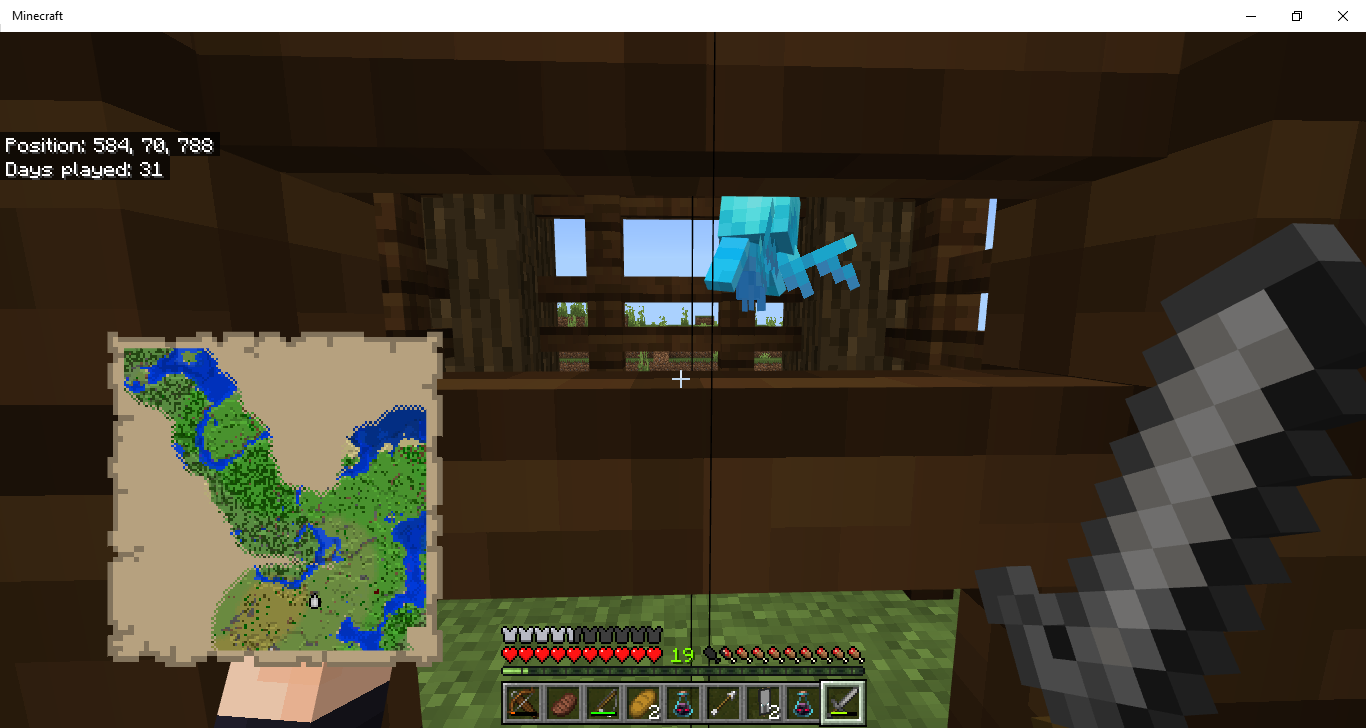 Minecraft
Position: 584, 70, 788
Days played: 31
19
2
2